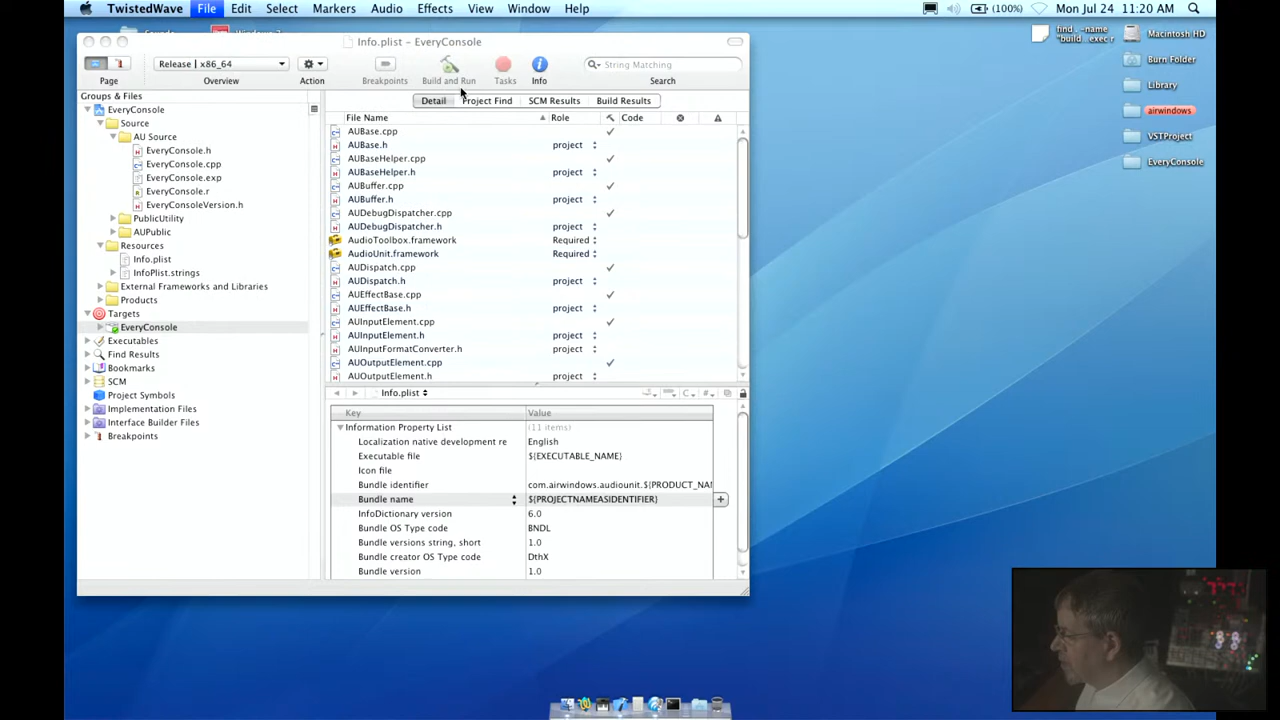 TwistedWave File Edit Select Markers Audio Effects View Window Help (100%) Mon Jul 24 11:20 AM
Info.plist – EveryConsole
Release | x86_64
String Matching
Page Overview Action Breakpoints Build and Run Tasks Info Search
Groups & Files
EveryConsole
Source
AU Source
EveryConsole.h
EveryConsole.cpp
EveryConsole.exp
EveryConsole.r
EveryConsoleVersion.h
PublicUtility
AUPublic
Resources
Info.plist
InfoPlist.strings
External Frameworks and Libraries
Products
Targets
EveryConsole
Executables
Find Results
Bookmarks
SCM
Project Symbols
Implementation Files
Interface Builder Files
Breakpoints
Detail Project Find SCM Results Build Results
File Name Role Code
AUBase.cpp
AUBase.h project
AUBaseHelper.cpp
AUBaseHelper.h project
AUBuffer.cpp
AUBuffer.h project
AUDebugDispatcher.cpp
AUDebugDispatcher.h project
AudioToolbox.framework Required
AudioUnit.framework Required
AUDispatch.cpp
AUDispatch.h project
AUEffectBase.cpp
AUEffectBase.h project
AUInputElement.cpp
AUInputElement.h project
AUInputFormatConverter.h project
AUOutputElement.cpp
AUOutputElement.h project
Info.plist
Key Value
Information Property List (11 items)
Localization native development re English
Executable file ${EXECUTABLE_NAME}
Icon file
Bundle identifier com.airwindows.audiounit.${PRODUCT_NAM
Bundle name ${PROJECTNAMEASIDENTIFIER}
InfoDictionary version 6.0
Bundle OS Type code BNDL
Bundle versions string, short 1.0
Bundle creator OS Type code DthX
Bundle version 1.0
find . -name
"build... exec r
Macintosh HD
Burn Folder
Library
airwindows
VSTProject
EveryConsole